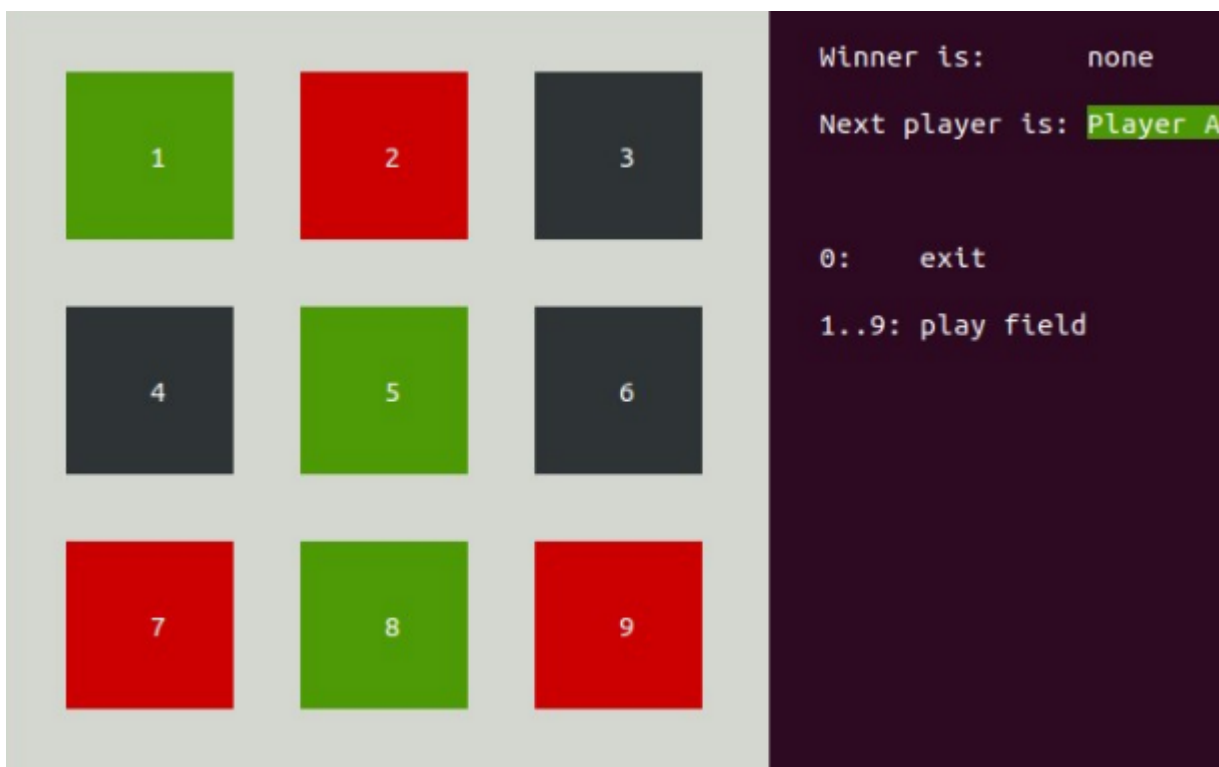 1 2 3
4 5 6
7 8 9
Winner is: none
Next player is: Player A
0: exit
1..9: play field